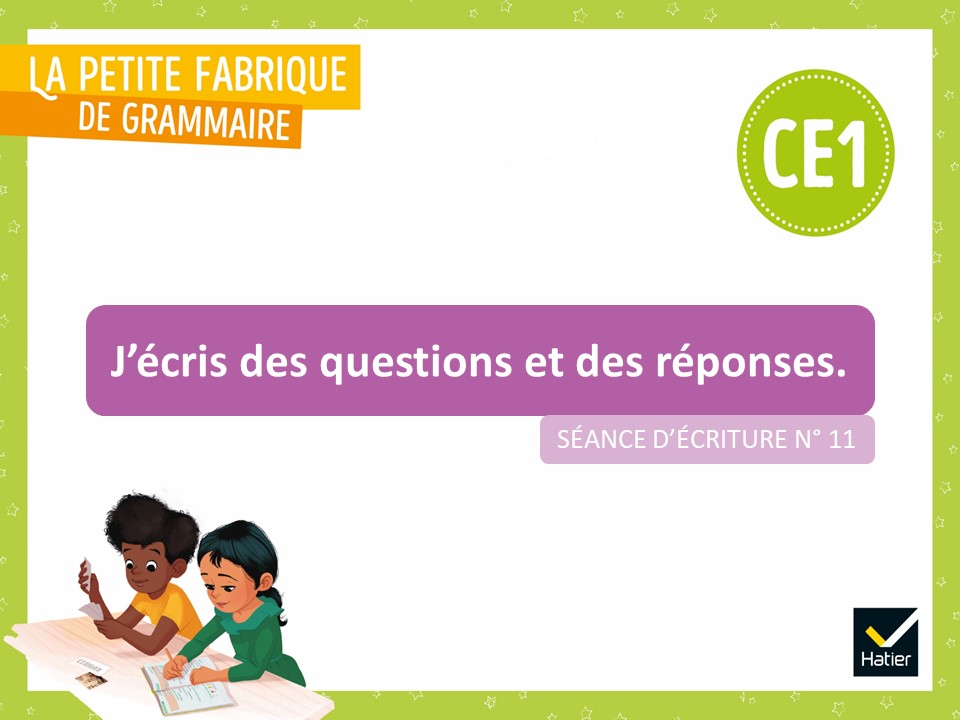 LA PETITE FABRIQUE
DE GRAMMAIRE
CE1
J’écris des questions et des réponses.
SÉANCE D’ÉCRITURE N° 11
Hatier